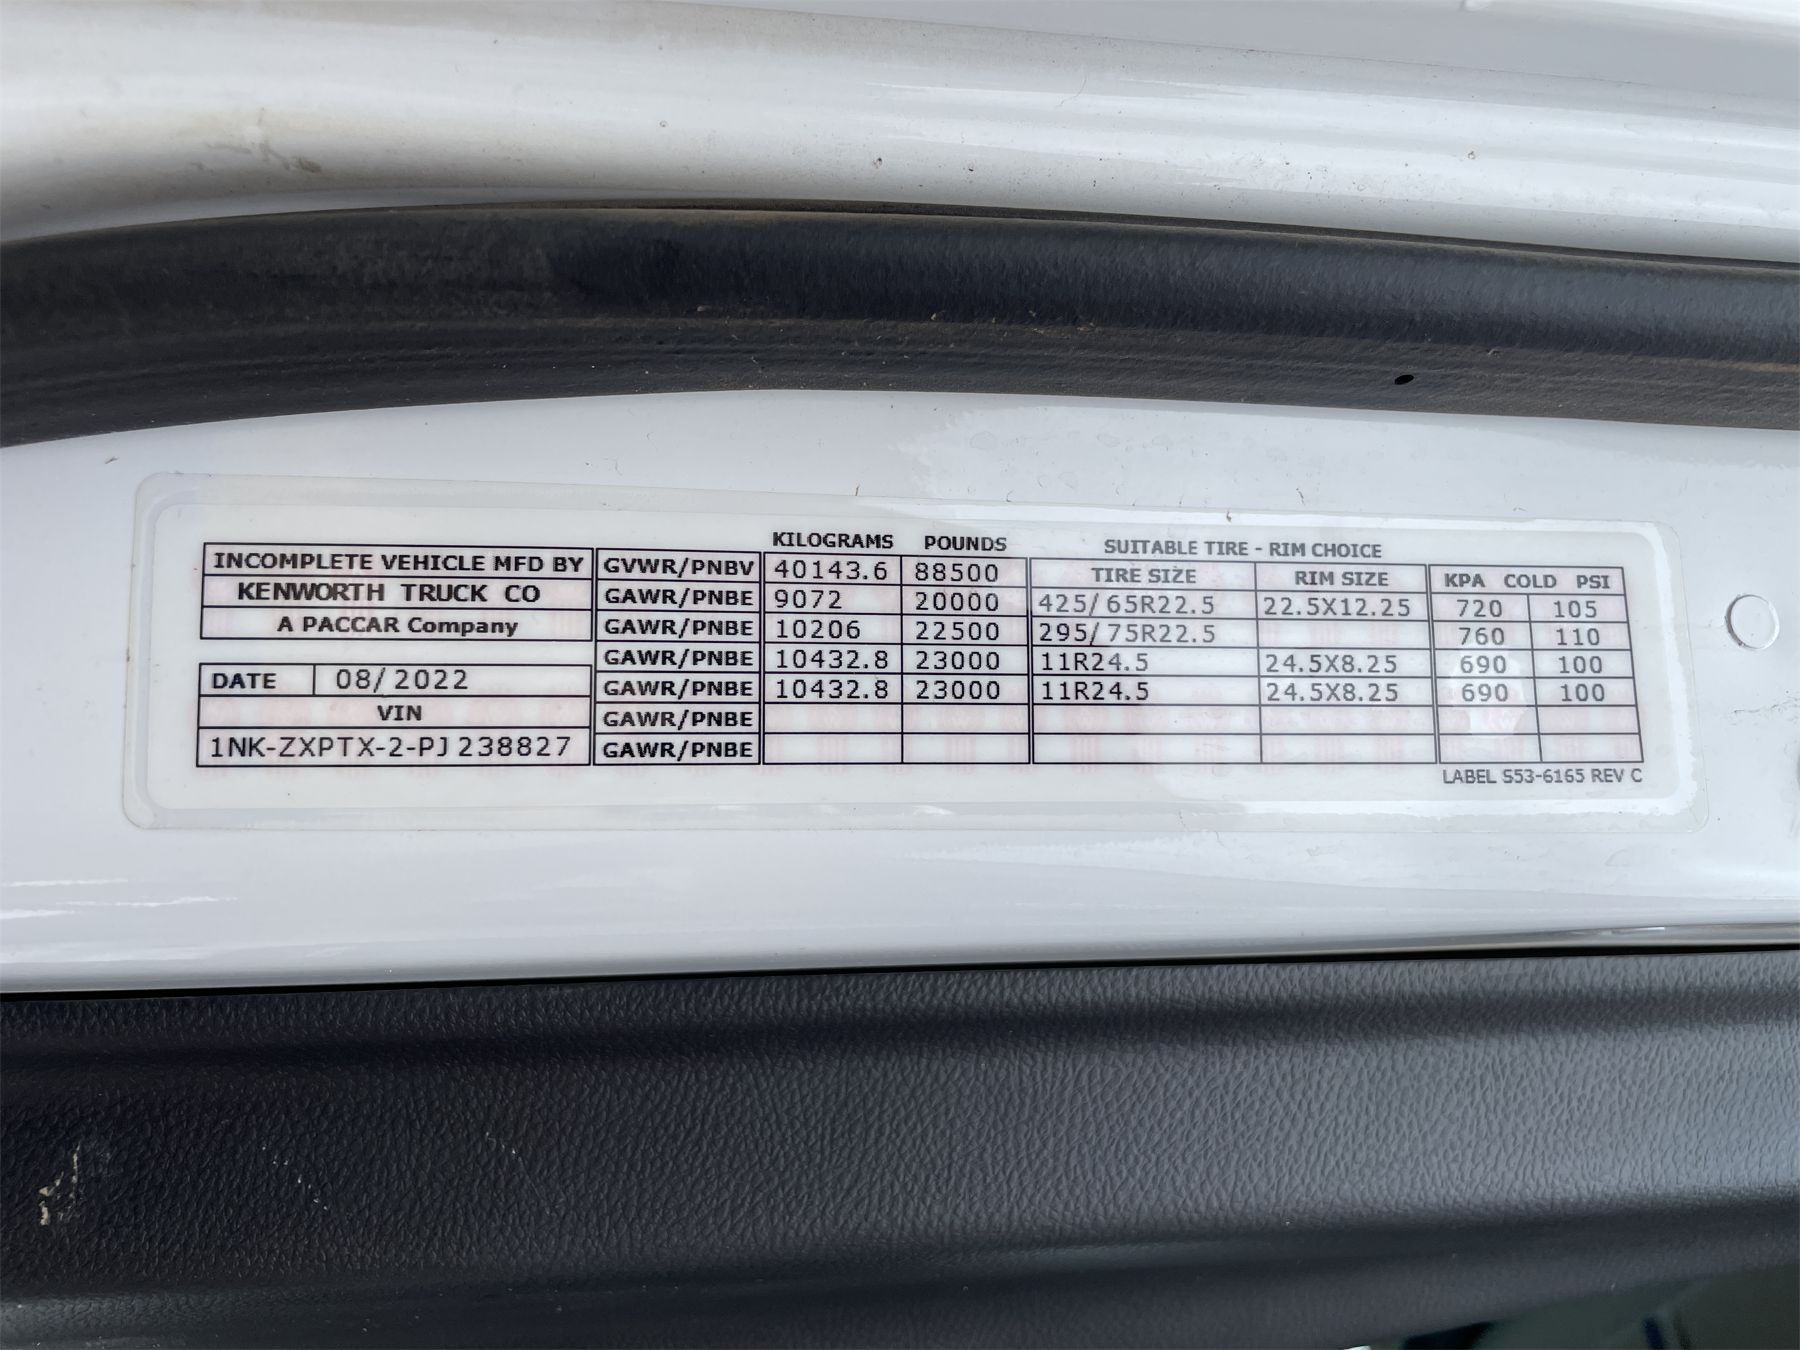 KILOGRAMS POUNDS SUITABLE TIRE - RIM CHOICE
INCOMPLETE VEHICLE MFD BY GVWR/PNBV 40143.6 88500 TIRE SIZE RIM SIZE KPA COLD PSI
KENWORTH TRUCK CO GAWR/PNBE 9072 20000 425/ 65R22.5 22.5X12.25 720 105
A PACCAR Company GAWR/PNBE 10206 22500 295/ 75R22.5 760 110
GAWR/PNBE 10432.8 23000 11R24.5 24.5X8.25 690 100
DATE 08/ 2022 GAWR/PNBE 10432.8 23000 11R24.5 24.5X8.25 690 100
VIN GAWR/PNBE
1NK-ZXPTX-2-PJ 238827 GAWR/PNBE
LABEL S53-6165 REV C